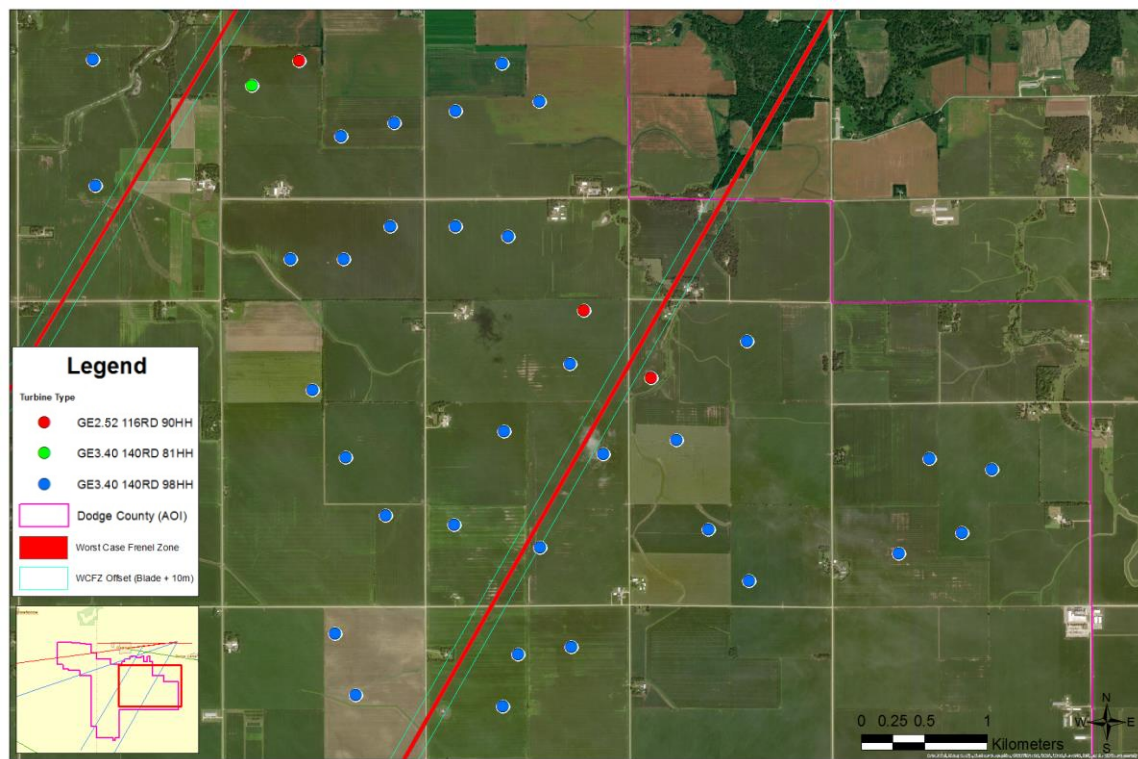 Legend
Turbine Type
GE2.52 116RD 90HH
GE3.40 140RD 81HH
GE3.40 140RD 98HH
Dodge County (AOI)
Worst Case Frenel Zone
WCFZ Offset (Blade + 10m)
0 0.25 0.5 1
Kilometers
N
W E
S